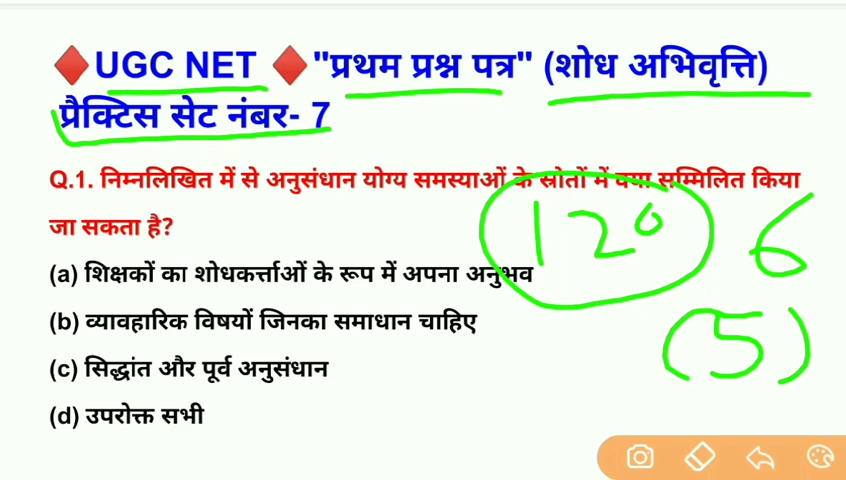 UGC NET "प्रथम प्रश्न पत्र" (शोध अभिवृत्ति)
प्रैक्टिस सेट नंबर- 7
Q.1. निम्नलिखित में से अनुसंधान योग्य समस्याओं के स्रोतों में क्या सम्मिलित किया
जा सकता है?
120 6
(a) शिक्षकों का शोधकर्त्ताओं के रूप में अपना अनुभव
(b) व्यावहारिक विषयों जिनका समाधान चाहिए
(5)
(c) सिद्धांत और पूर्व अनुसंधान
(d) उपरोक्त सभी